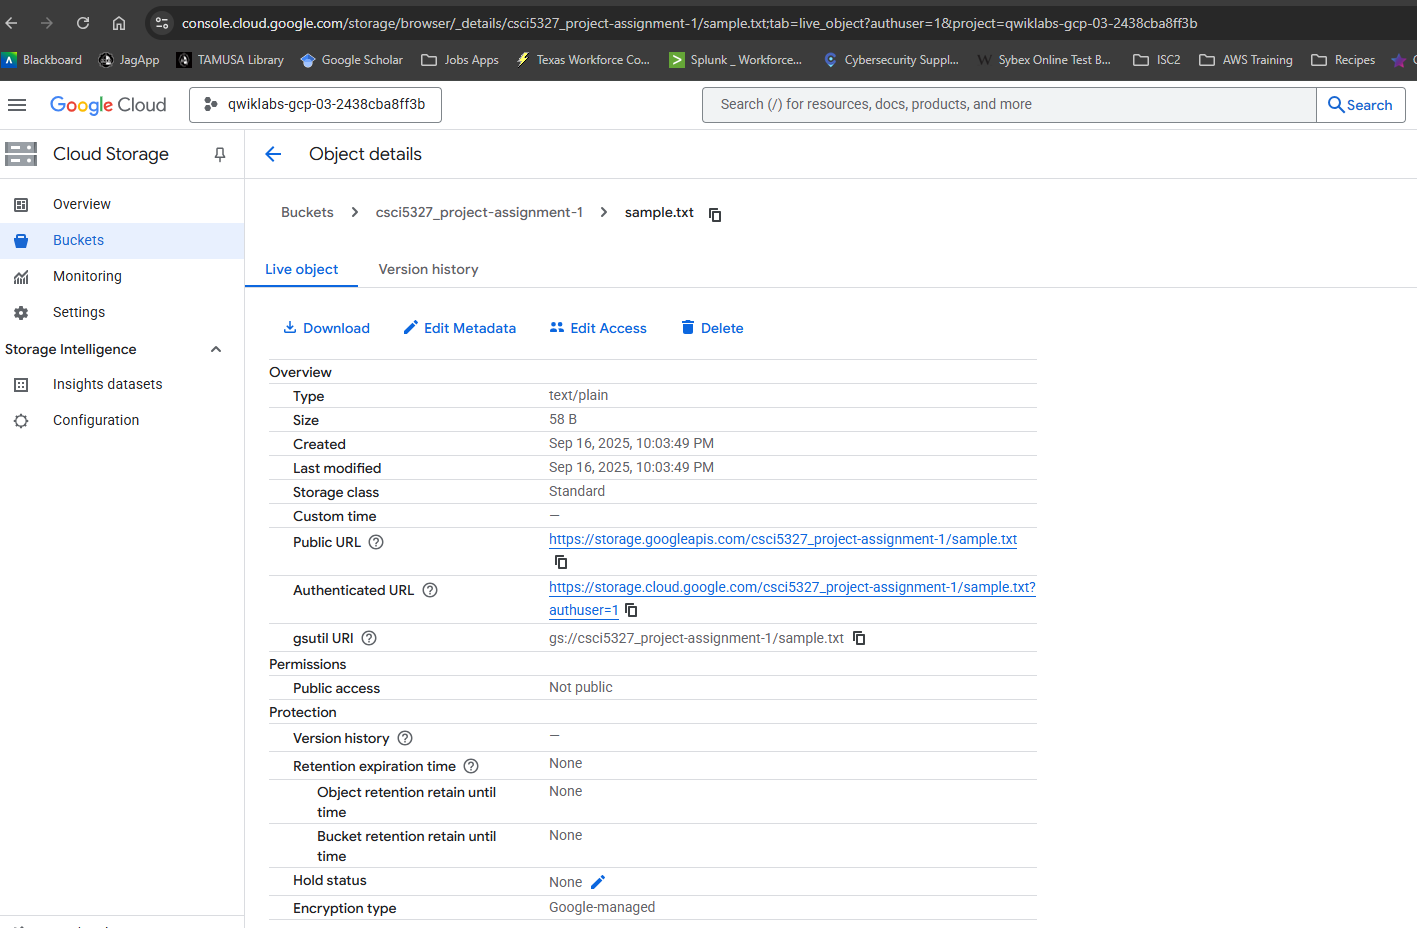 console.cloud.google.com/storage/browser/_details/csci5327_project-assignment-1/sample.txt;tab=live_object?authuser=1&project=qwiklabs-gcp-03-2438cba8ff3b
Blackboard JagApp TAMUSA Library Google Scholar Jobs Apps Texas Workforce Co... Splunk _ Workforce... Cybersecurity Suppl... Sybex Online Test B... ISC2 AWS Training Recipes
Google Cloud qwiklabs-gcp-03-2438cba8ff3b Search (/) for resources, docs, products, and more Search
Cloud Storage
Object details
Overview
Buckets
Monitoring
Settings
Storage Intelligence
Insights datasets
Configuration
Buckets > csci5327_project-assignment-1 > sample.txt
Live object Version history
Download Edit Metadata Edit Access Delete
Overview
Type text/plain
Size 58 B
Created Sep 16, 2025, 10:03:49 PM
Last modified Sep 16, 2025, 10:03:49 PM
Storage class Standard
Custom time —
Public URL https://storage.googleapis.com/csci5327_project-assignment-1/sample.txt
Authenticated URL https://storage.cloud.google.com/csci5327_project-assignment-1/sample.txt?
authuser=1
gsutil URI gs://csci5327_project-assignment-1/sample.txt
Permissions
Public access Not public
Protection
Version history —
Retention expiration time None
Object retention retain until None
time
Bucket retention retain until None
time
Hold status None
Encryption type Google-managed